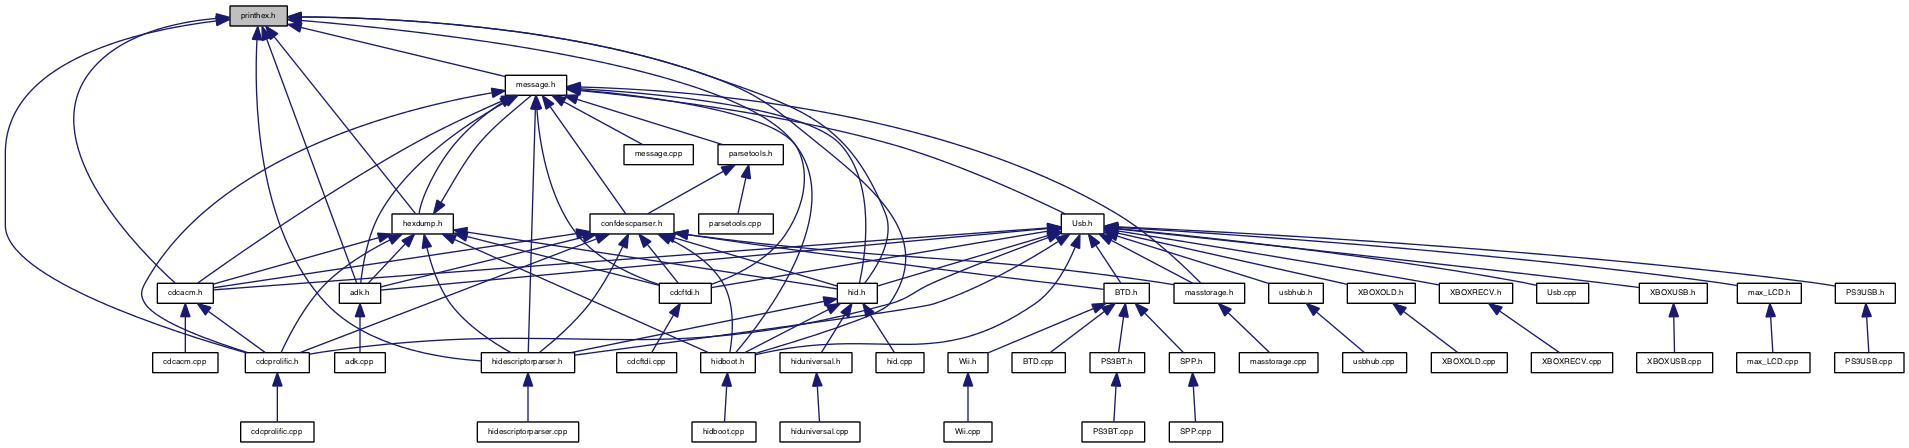 printhex.h
message.h
message.cpp
parsetools.h
hexdump.h
confdescparser.h
parsetools.cpp
Usb.h
cdcacm.h
adk.h
cdcftdi.h
hid.h
BTD.h
masstorage.h
usbhub.h
XBOXOLD.h
XBOXRECV.h
Usb.cpp
XBOXUSB.h
max_LCD.h
PS3USB.h
cdcacm.cpp
cdcprolific.h
adk.cpp
hidescriptorparser.h
cdcftdi.cpp
hidboot.h
hiduniversal.h
hid.cpp
Wii.h
BTD.cpp
PS3BT.h
SPP.h
masstorage.cpp
usbhub.cpp
XBOXOLD.cpp
XBOXRECV.cpp
XBOXUSB.cpp
max_LCD.cpp
PS3USB.cpp
cdcprolific.cpp
hidescriptorparser.cpp
hidboot.cpp
hiduniversal.cpp
Wii.cpp
PS3BT.cpp
SPP.cpp